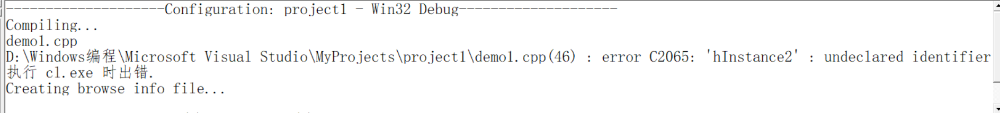 --------------------Configuration: project1 - Win32 Debug--------------------
Compiling...
demo1.cpp
D:\Windows编程\Microsoft Visual Studio\MyProjects\project1\demo1.cpp(46) : error C2065: 'hInstance2' : undeclared identifier
执行 cl.exe 时出错.
Creating browse info file...